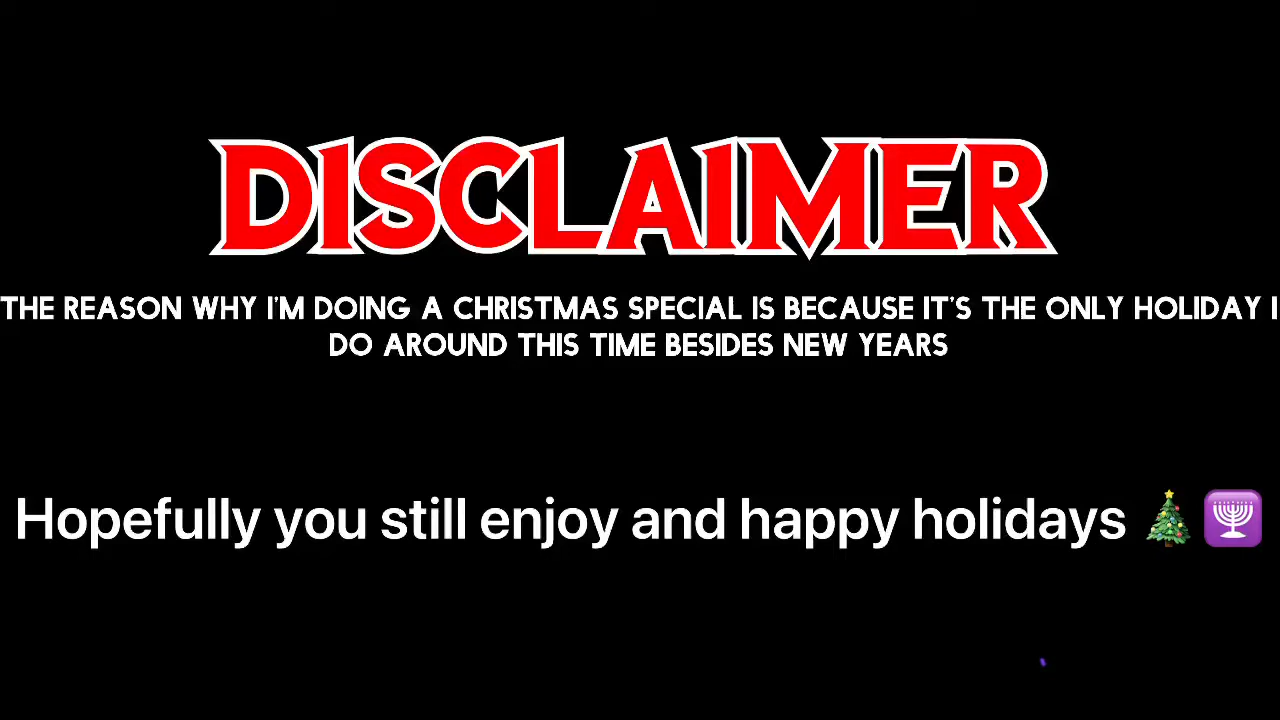 DISCLAIMER
THE REASON WHY I'M DOING A CHRISTMAS SPECIAL IS BECAUSE IT'S THE ONLY HOLIDAY I
DO AROUND THIS TIME BESIDES NEW YEARS
Hopefully you still enjoy and happy holidays 🎄🕎